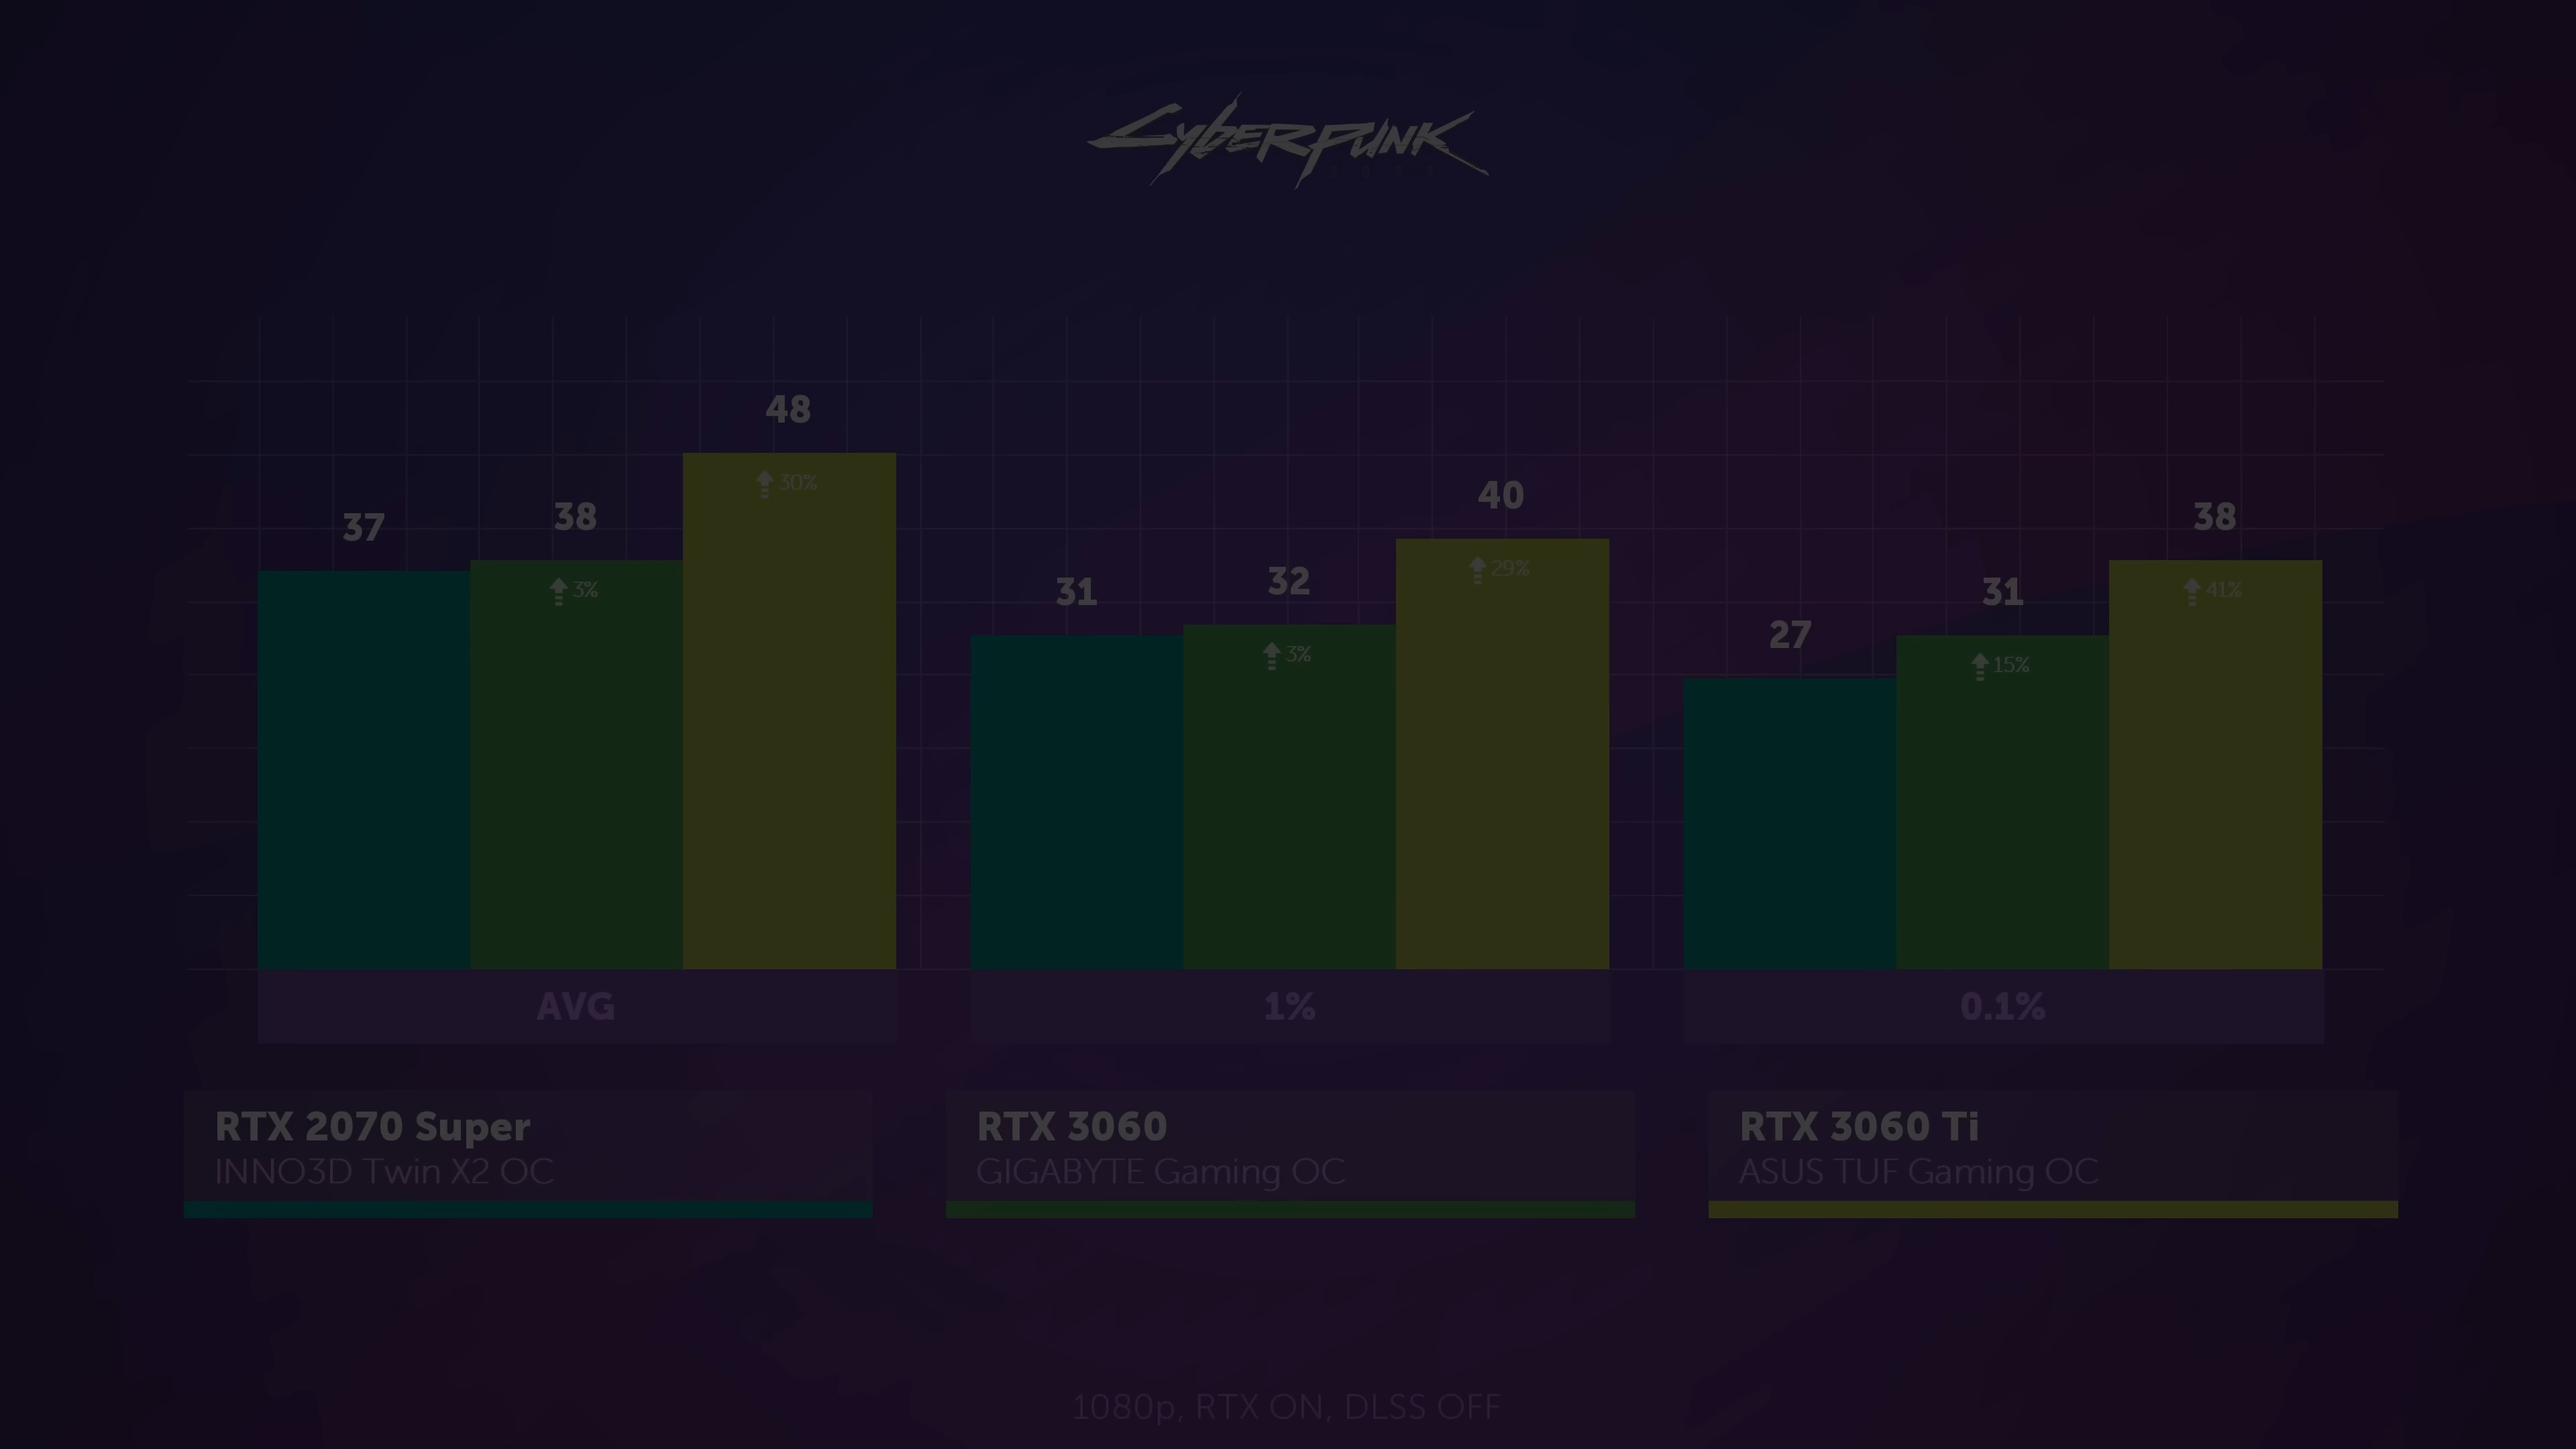 CYBERPUNK
48
30%
37
38
3%
40
29%
31
32
3%
38
41%
27
31
15%
AVG
1%
0.1%
RTX 2070 Super
INNO3D Twin X2 OC
RTX 3060
GIGABYTE Gaming OC
RTX 3060 Ti
ASUS TUF Gaming OC
1080p, RTX ON, DLSS OFF